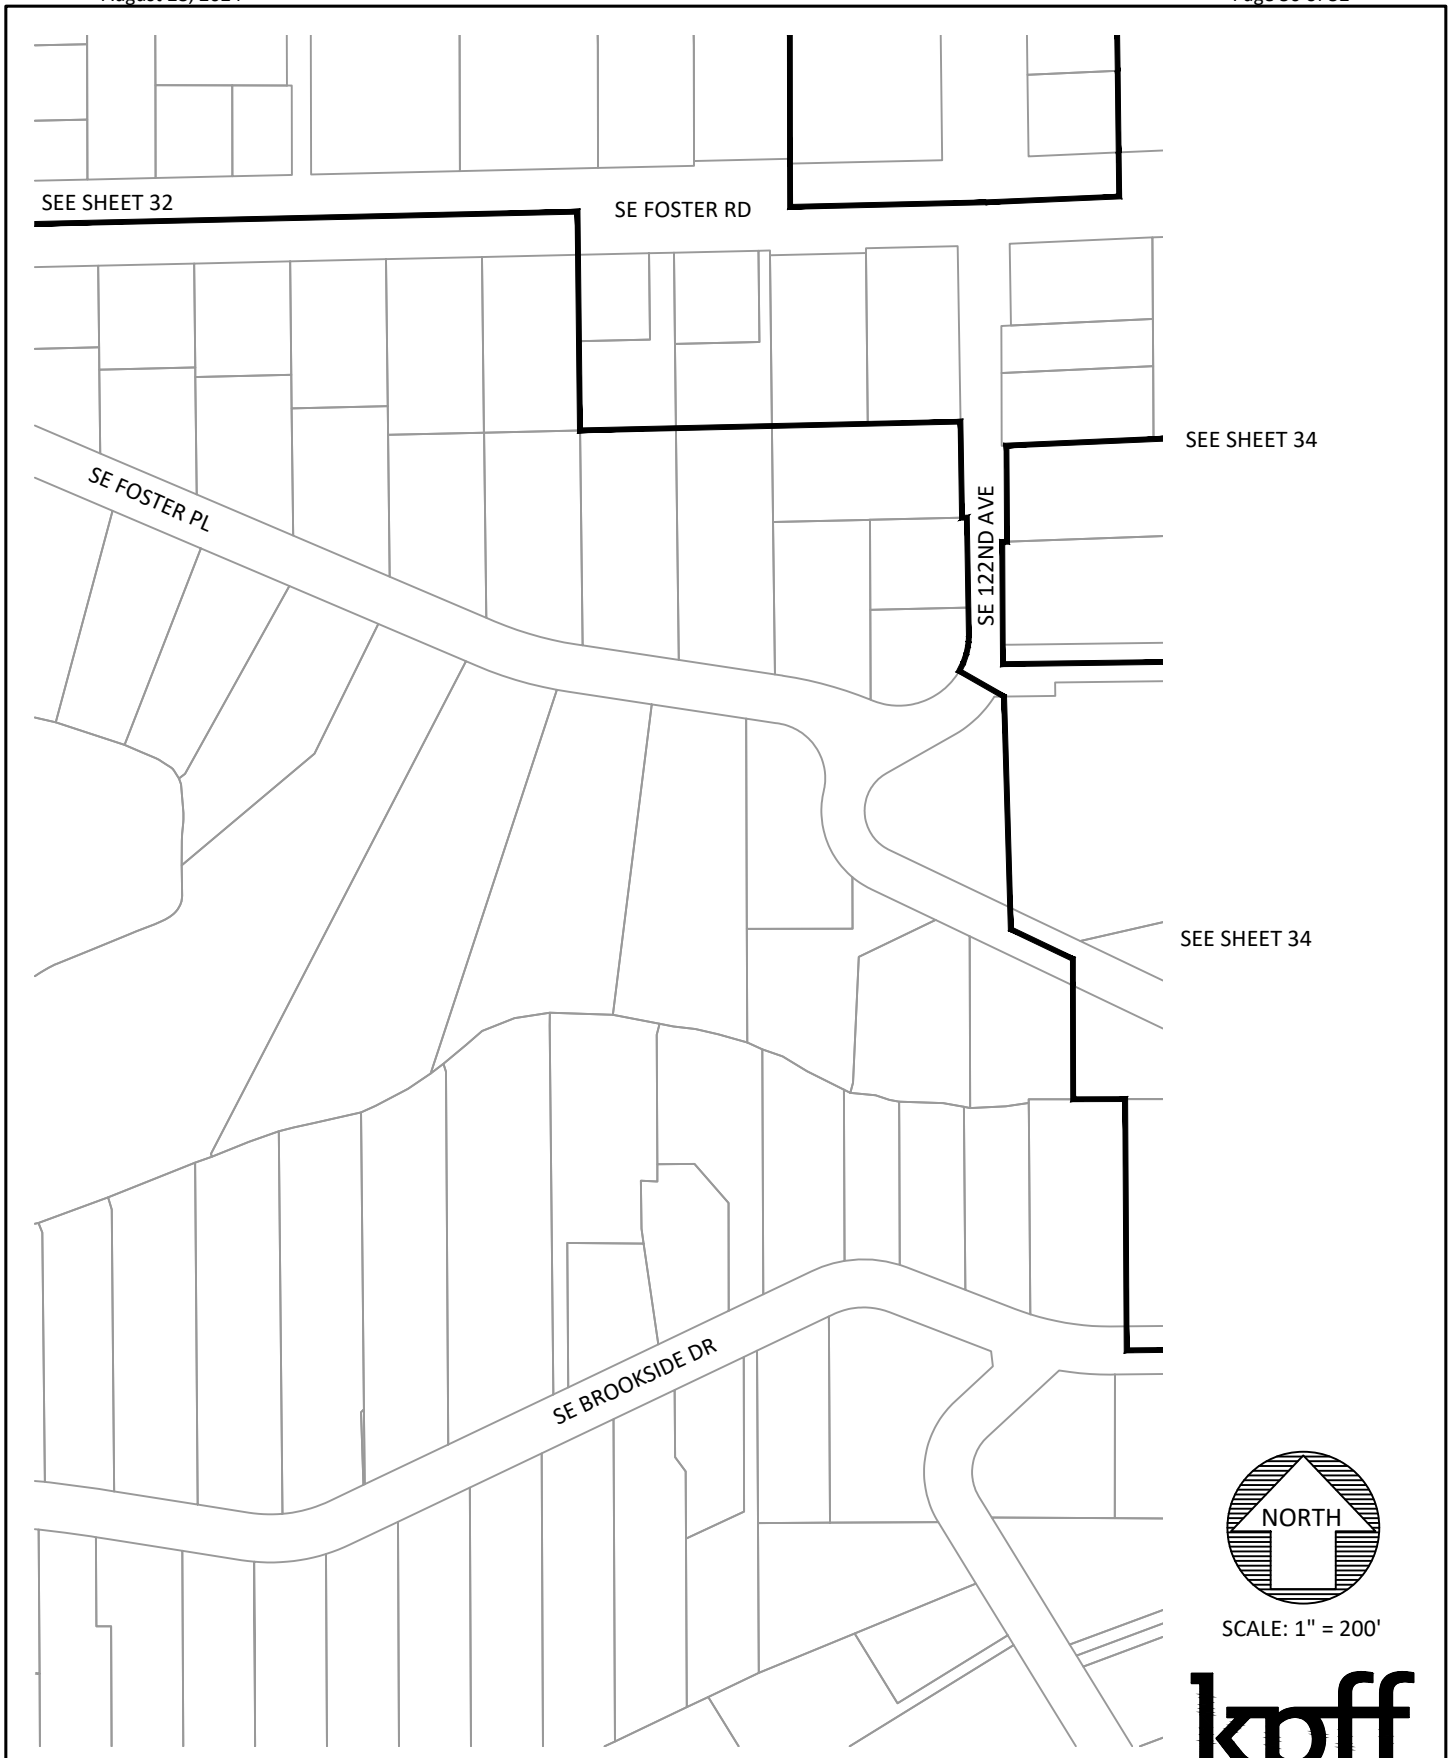 SEE SHEET 32
SE FOSTER RD
SEE SHEET 34
SE FOSTER PL
SE 122ND AVE
SEE SHEET 34
SE BROOKSIDE DR
NORTH
SCALE: 1" = 200'
kpff